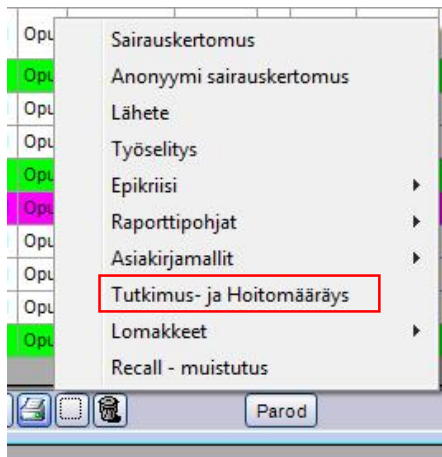 Opu
Sairauskertomus
Opu
Anonyymi sairauskertomus
Opu
Lähete
Opu
Työselitys
Opu
Epikriisi
Opu
Raporttipohjat
Opu
Asiakirjamallit
Opu
Tutkimus- ja Hoitomääräys
Opu
Lomakkeet
Opu
Recall - muistutus
Parod